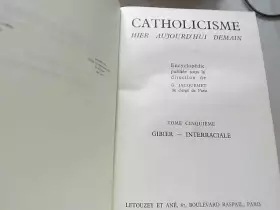 CATHOLICISME
HIER AUJOURD'HUI DEMAIN
Encyclopédie
publiée sous la
direction de
G. JACQUEMET
du clergé de Paris
TOME CINQUIÈME
GIBIER — INTERRACIALE
LETOUZEY ET ANÉ, 87, BOULEVARD RASPAIL, PARIS